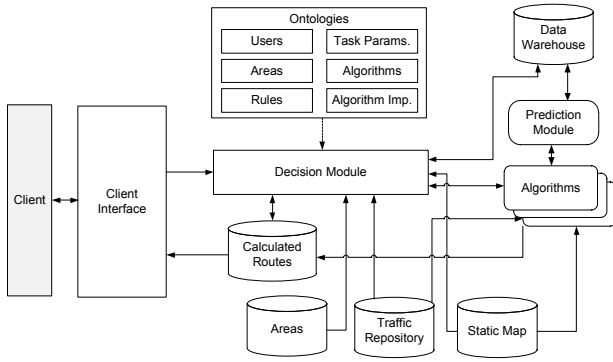 Ontologies
Users
Task Params.
Areas
Algorithms
Rules
Algorithm Imp.
Data
Warehouse
Prediction
Module
Client
Client
Interface
Decision Module
Algorithms
Calculated
Routes
Areas
Traffic
Repository
Static Map